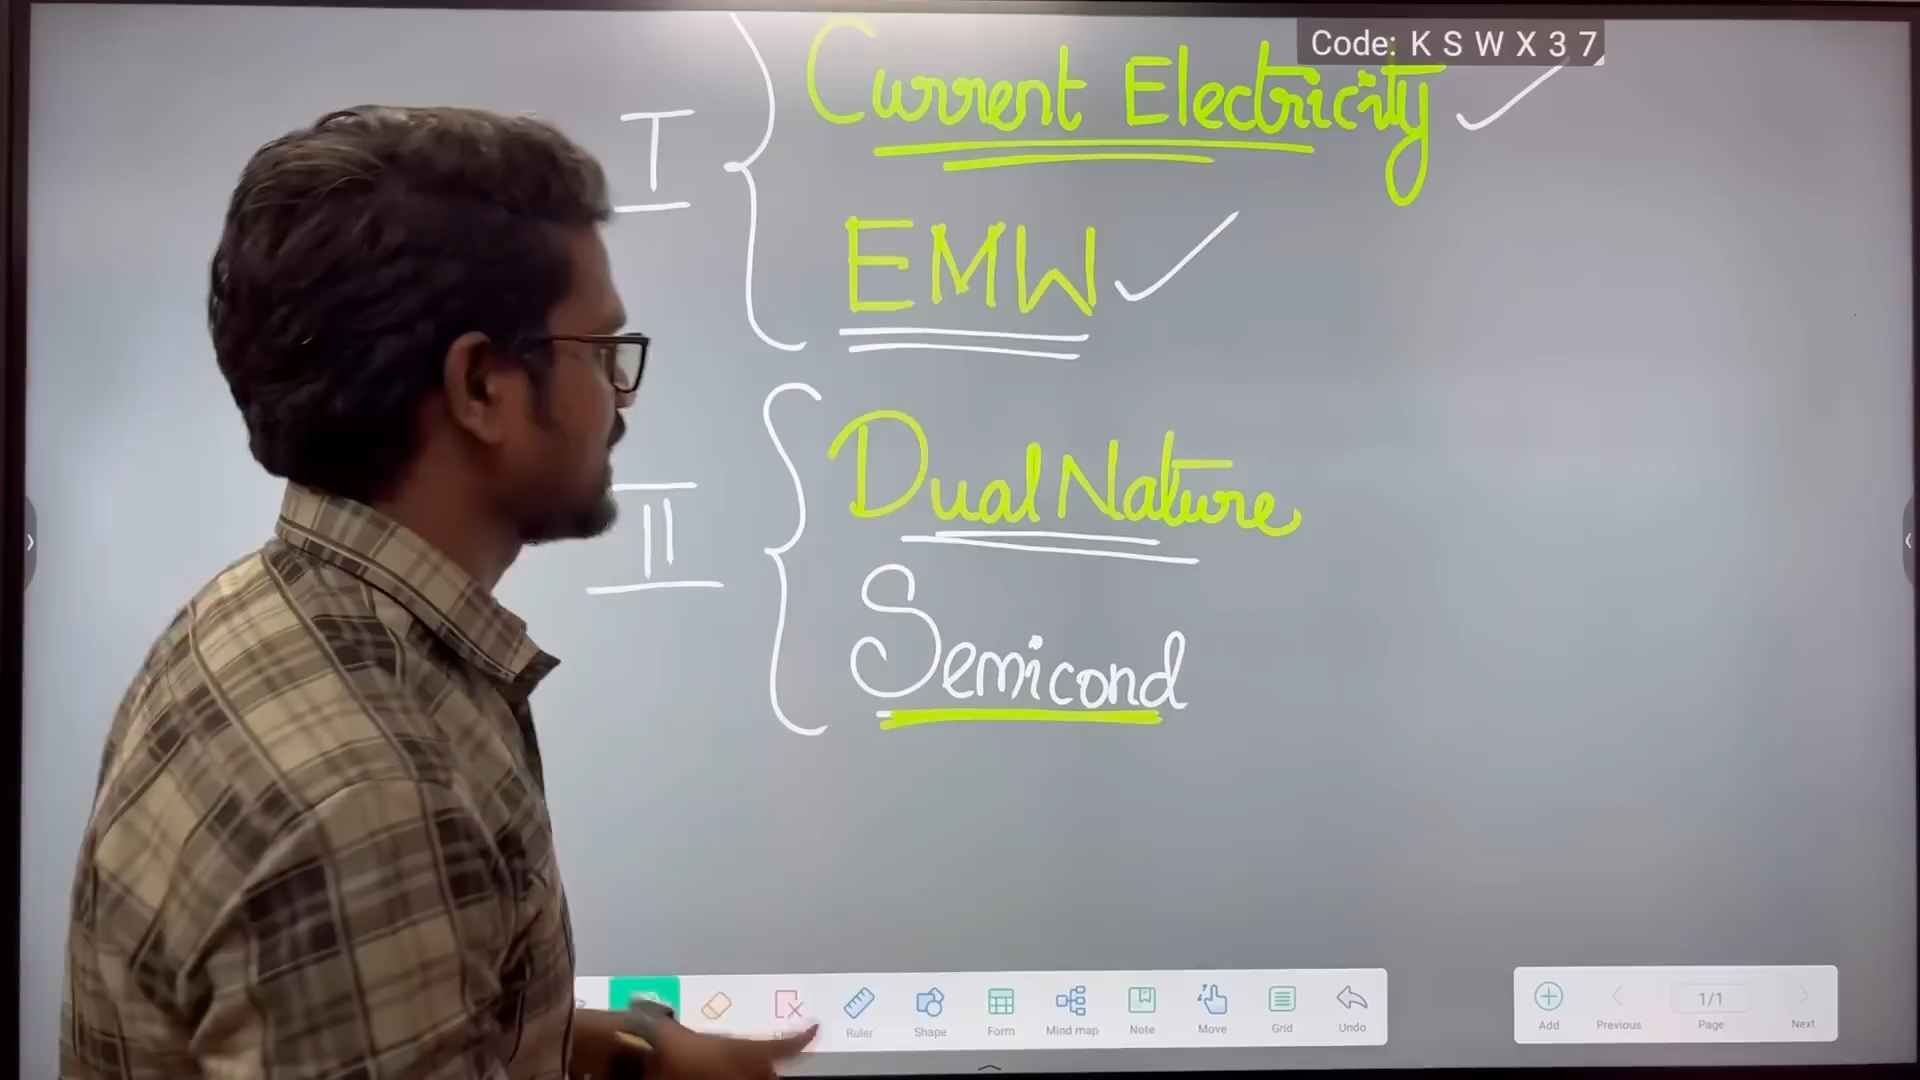 Code: K S W X 3 7
I
Current Electricity
EMW
II
Dual Nature
Semicond
Ruler
Shape
Form
Mind map
Note
Move
Grid
Undo
Add
Previous
1/1
Page
Next